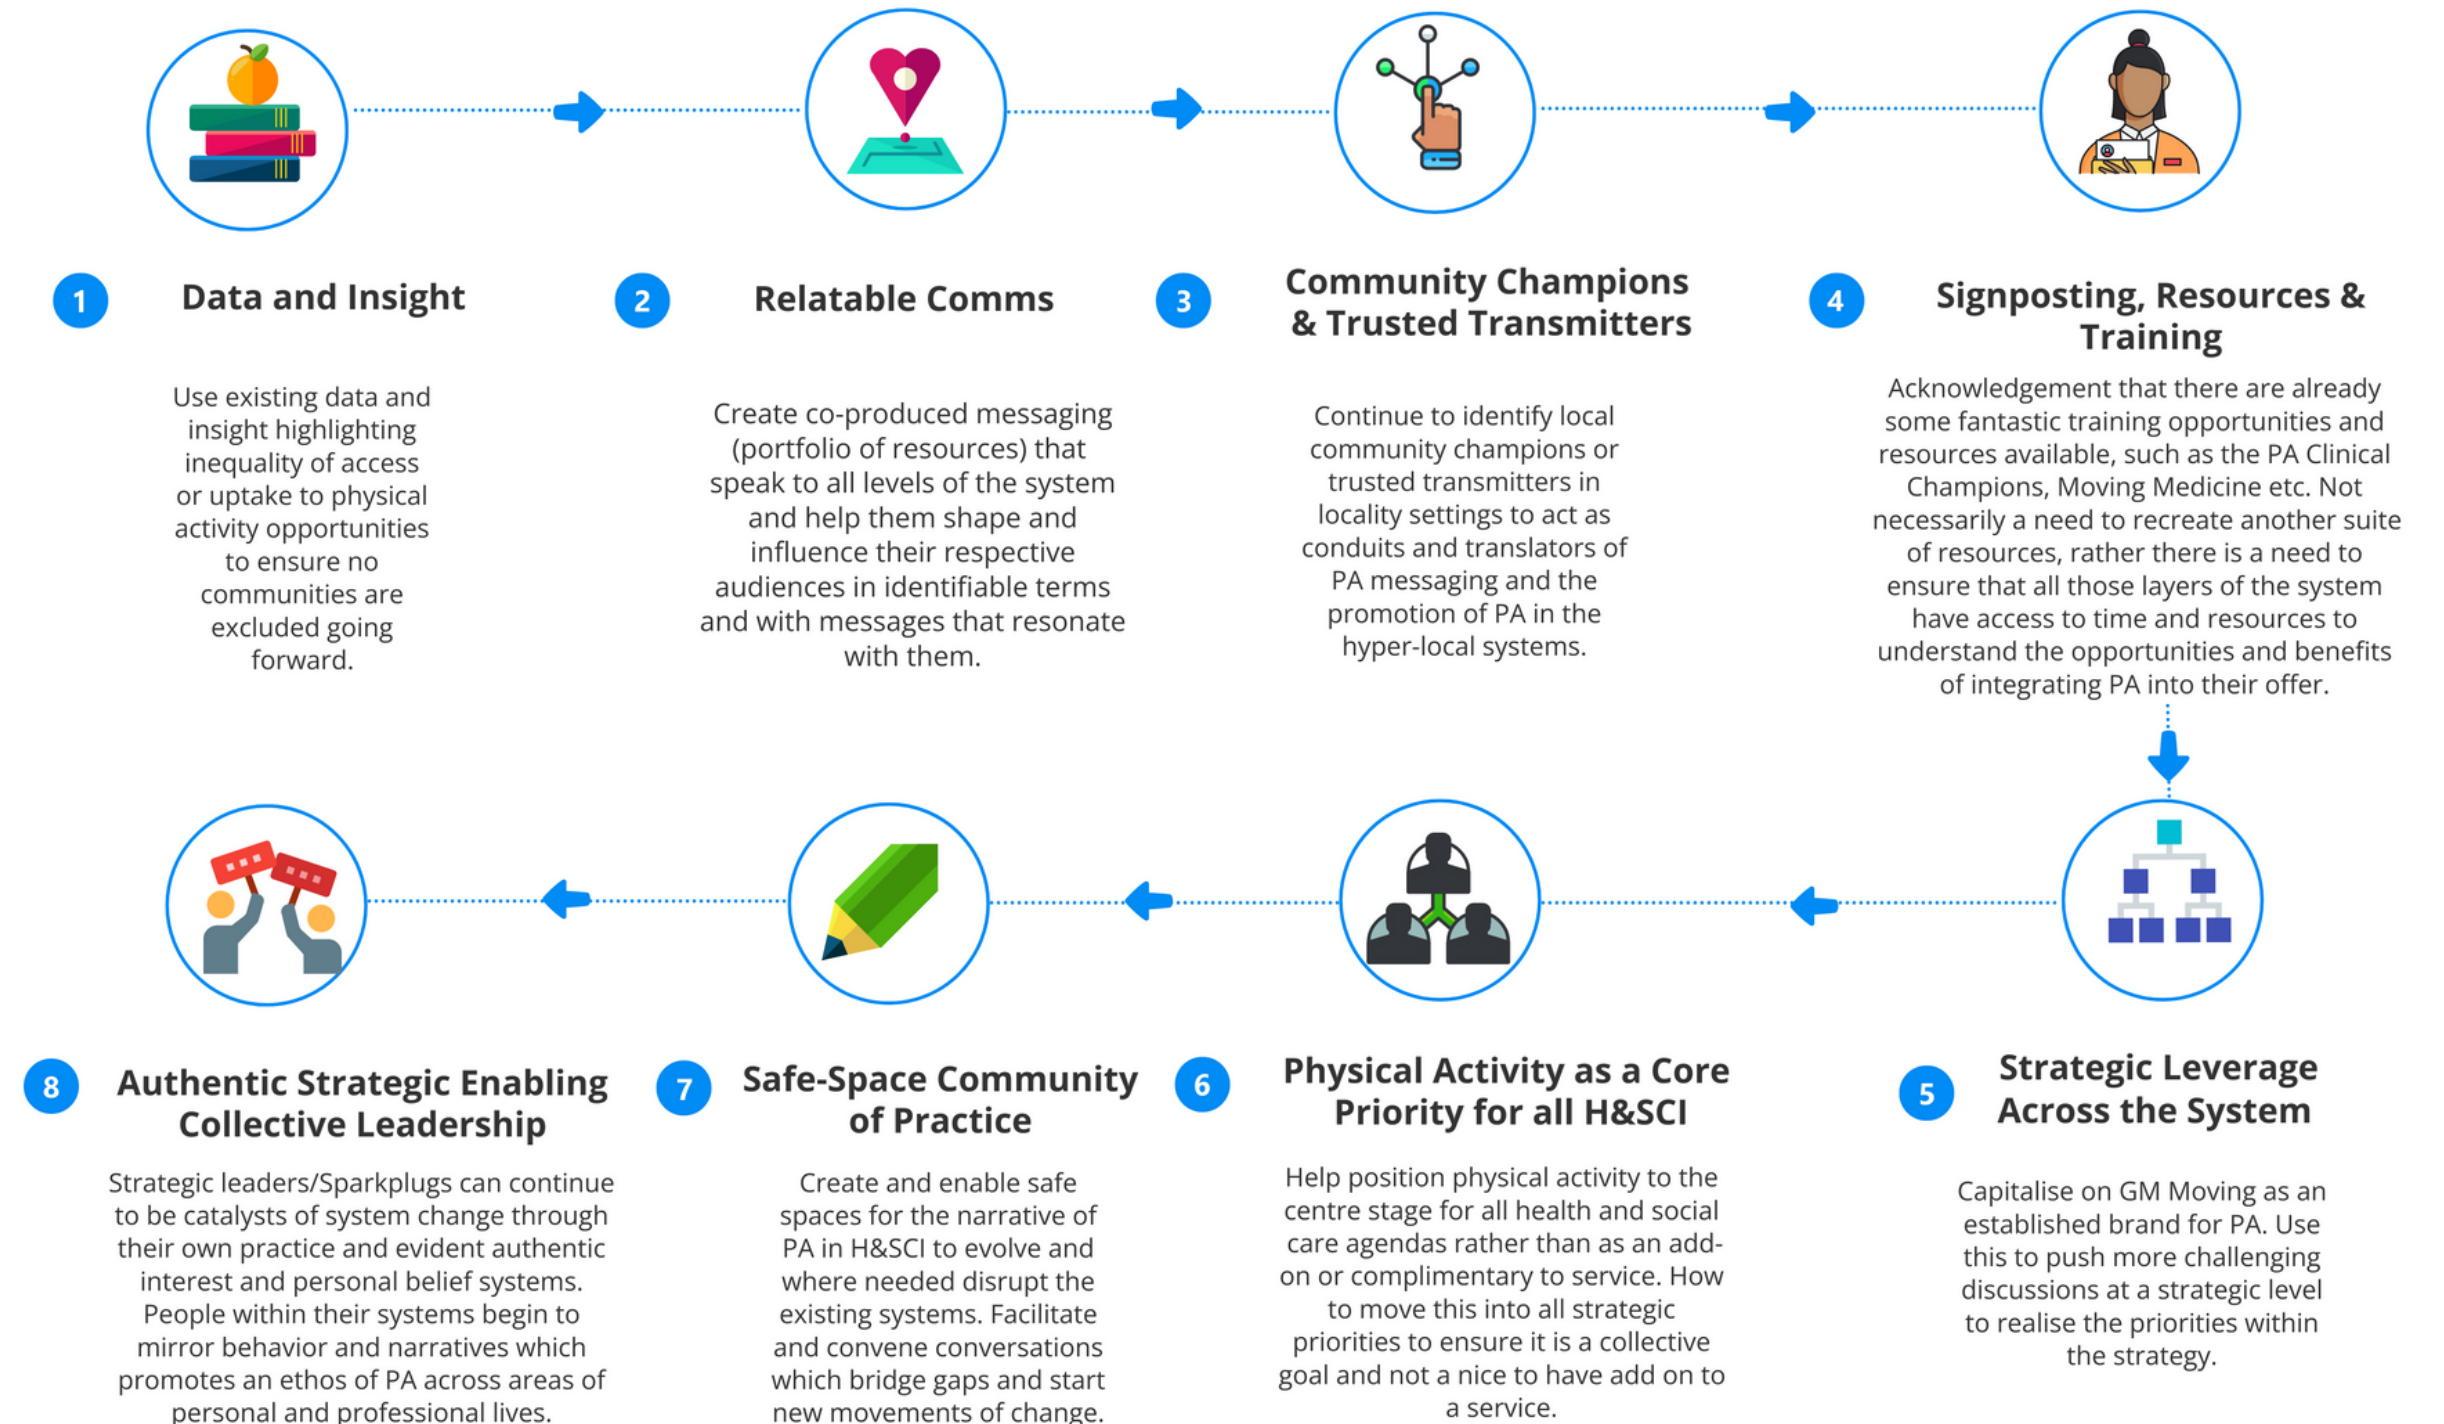 1
Data and Insight
Use existing data and
insight highlighting
inequality of access
or uptake to physical
activity opportunities
to ensure no
communities are
excluded going
forward.
2
Relatable Comms
Create co-produced messaging
(portfolio of resources) that
speak to all levels of the system
and help them shape and
influence their respective
audiences in identifiable terms
and with messages that resonate
with them.
3
Community Champions
& Trusted Transmitters
Continue to identify local
community champions or
trusted transmitters in
locality settings to act as
conduits and translators of
PA messaging and the
promotion of PA in the
hyper-local systems.
4
Signposting, Resources &
Training
Acknowledgement that there are already
some fantastic training opportunities and
resources available, such as the PA Clinical
Champions, Moving Medicine etc. Not
necessarily a need to recreate another suite
of resources, rather there is a need to
ensure that all those layers of the system
have access to time and resources to
understand the opportunities and benefits
of integrating PA into their offer.
5
Strategic Leverage
Across the System
Capitalise on GM Moving as an
established brand for PA. Use
this to push more challenging
discussions at a strategic level
to realise the priorities within
the strategy.
6
Physical Activity as a Core
Priority for all H&SCI
Help position physical activity to the
centre stage for all health and social
care agendas rather than as an add-
on or complimentary to service. How
to move this into all strategic
priorities to ensure it is a collective
goal and not a nice to have add on to
a service.
7
Safe-Space Community
of Practice
Create and enable safe
spaces for the narrative of
PA in H&SCI to evolve and
where needed disrupt the
existing systems. Facilitate
and convene conversations
which bridge gaps and start
new movements of change.
8
Authentic Strategic Enabling
Collective Leadership
Strategic leaders/Sparkplugs can continue
to be catalysts of system change through
their own practice and evident authentic
interest and personal belief systems.
People within their systems begin to
mirror behavior and narratives which
promotes an ethos of PA across areas of
personal and professional lives.